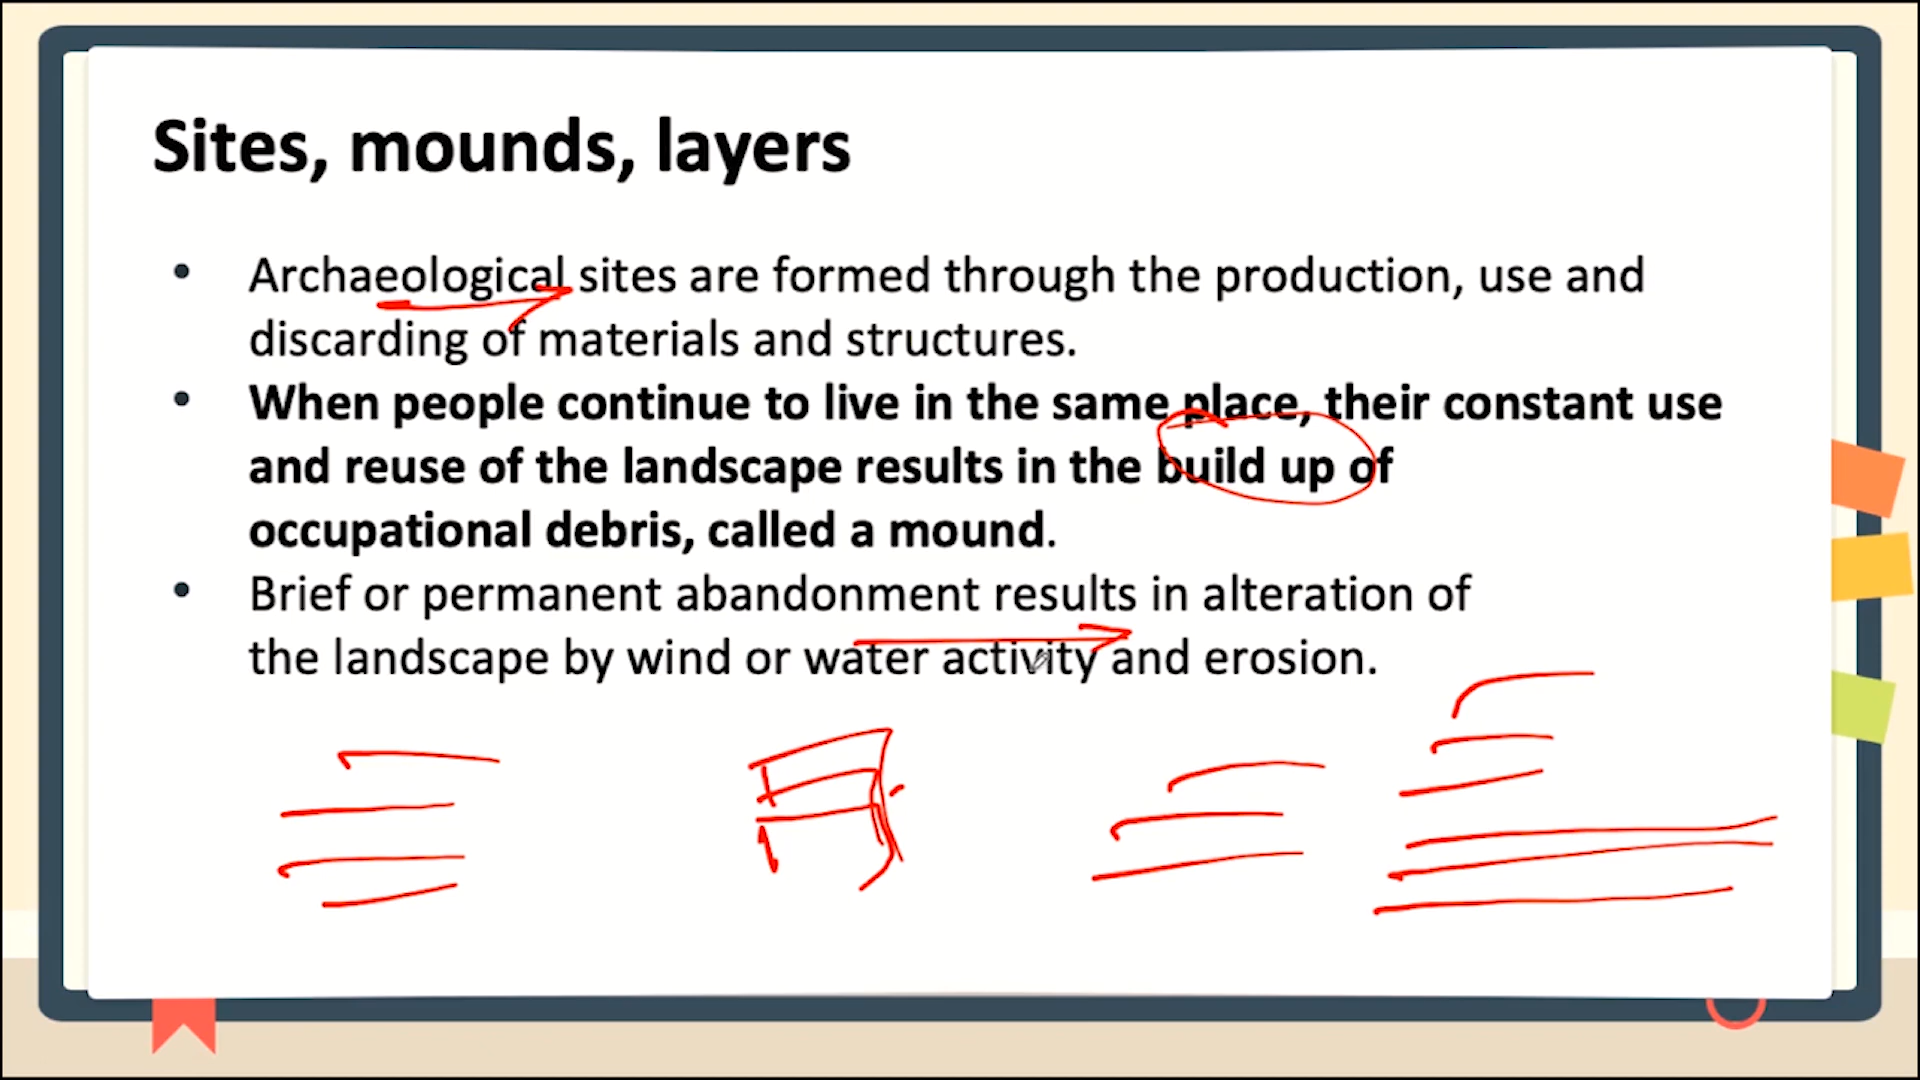 Sites, mounds, layers
• Archaeological sites are formed through the production, use and
discarding of materials and structures.
• When people continue to live in the same place, their constant use
and reuse of the landscape results in the build up of
occupational debris, called a mound.
• Brief or permanent abandonment results in alteration of
the landscape by wind or water activity and erosion.